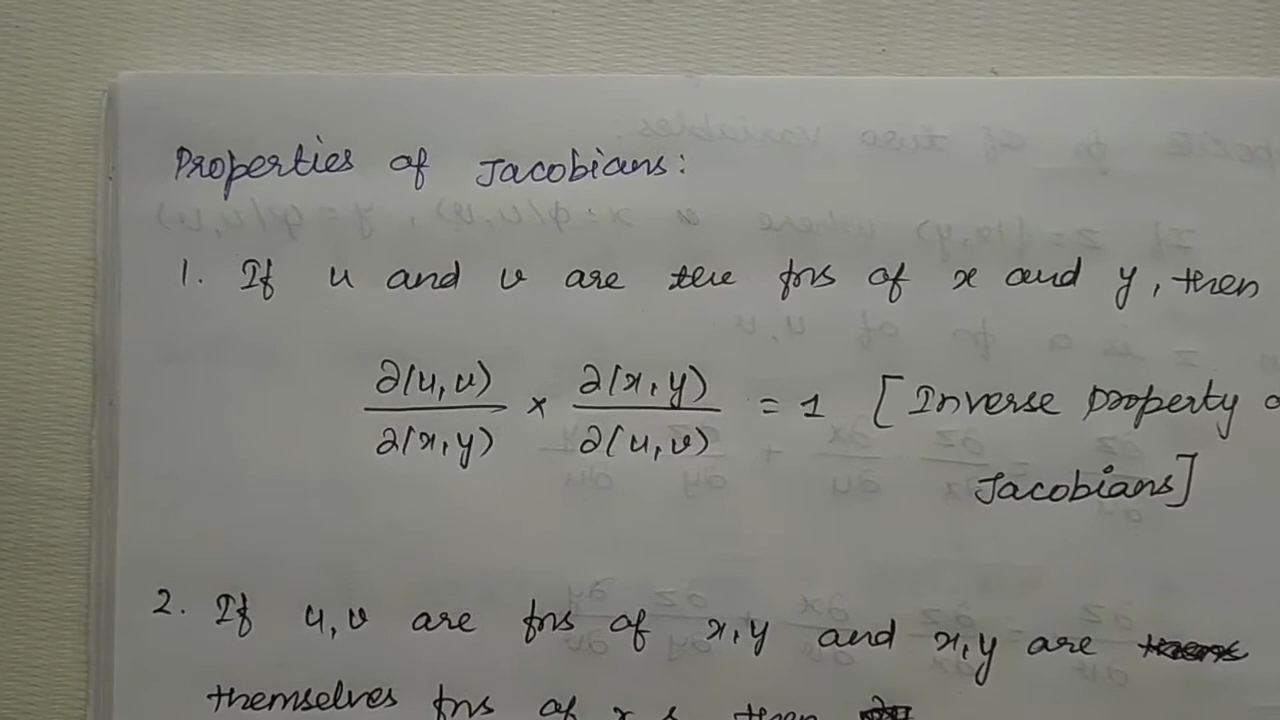 Properties of Jacobians:
1. If u and v are the fns of x and y, then
∂(u,v)/∂(x,y) × ∂(x,y)/∂(u,v) = 1 [Inverse property o
Jacobians]
2. If u,v are fns of x,y and x,y are
themselves fns of r,s then